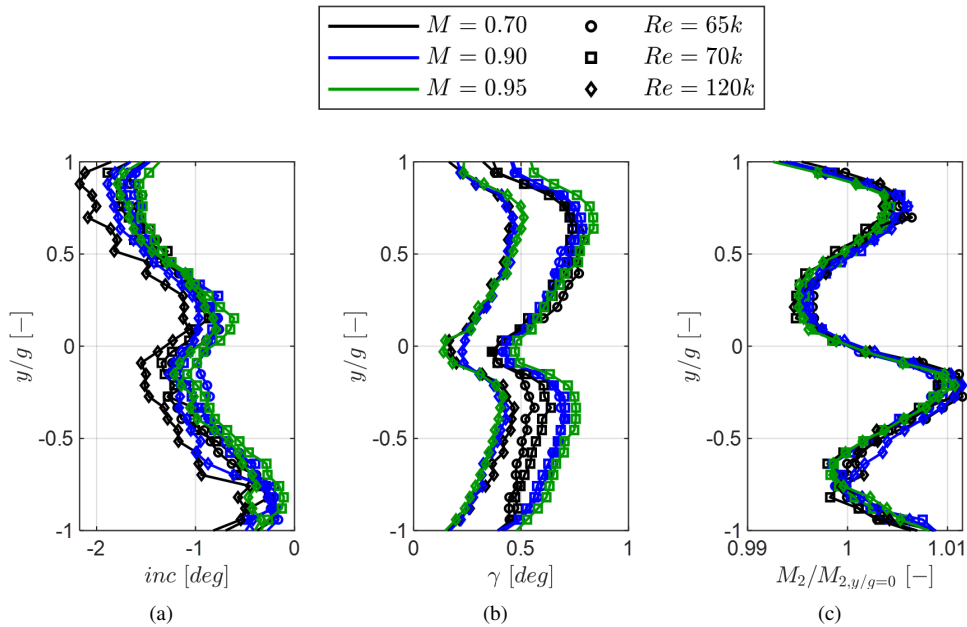 M = 0.70 Re = 65k
M = 0.90 Re = 70k
M = 0.95 Re = 120k
1 1 1
0.5 0.5 0.5
0 0 0
-0.5 -0.5 -0.5
-1 -1 -1
y/g [−] y/g [−] y/g [−]
-2 -1 0 0 0.5 1 0.99 1 1.01
inc [deg] γ [deg] M₂/M₂,y/g=0 [−]
(a) (b) (c)